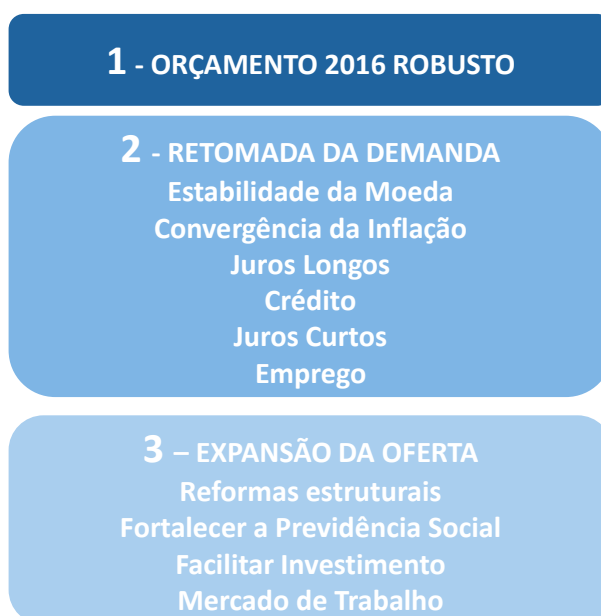 1 - ORÇAMENTO 2016 ROBUSTO
2 - RETOMADA DA DEMANDA
Estabilidade da Moeda
Convergência da Inflação
Juros Longos
Crédito
Juros Curtos
Emprego
3 – EXPANSÃO DA OFERTA
Reformas estruturais
Fortalecer a Previdência Social
Facilitar Investimento
Mercado de Trabalho